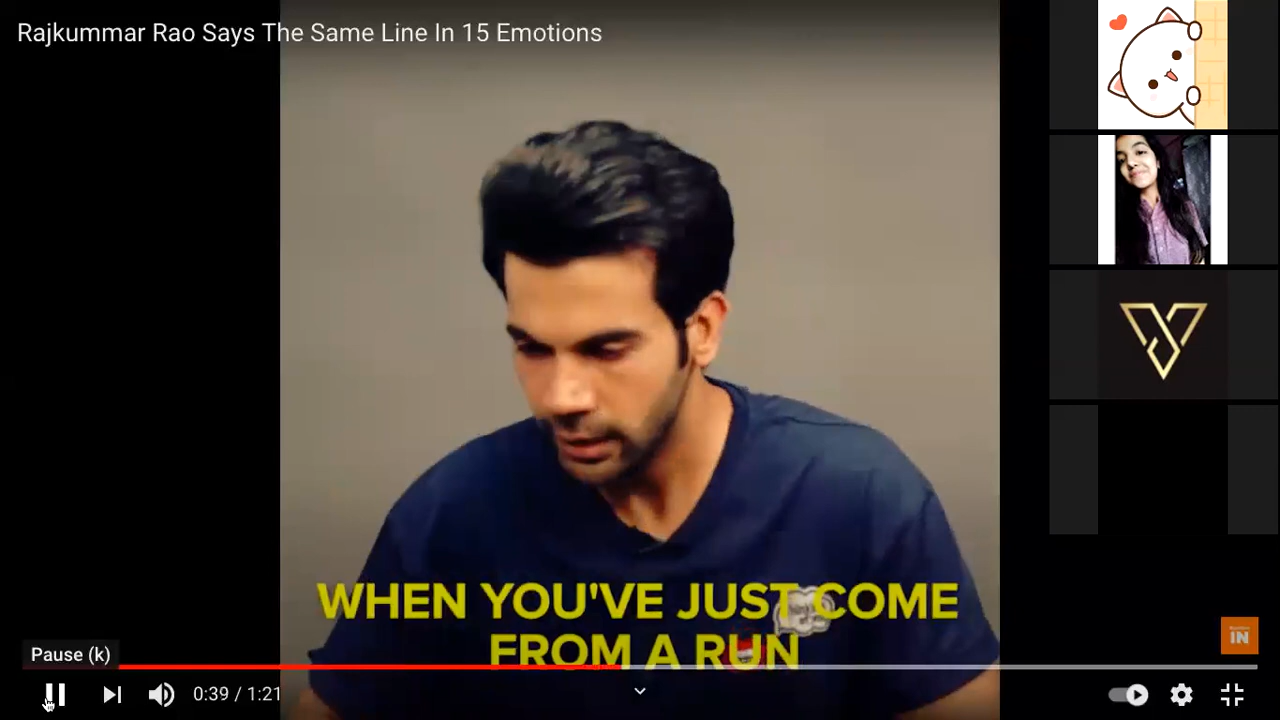 Rajkummar Rao Says The Same Line In 15 Emotions
WHEN YOU'VE JUST COME
FROM A RUN
IN
Pause (k)
0:39 / 1:21